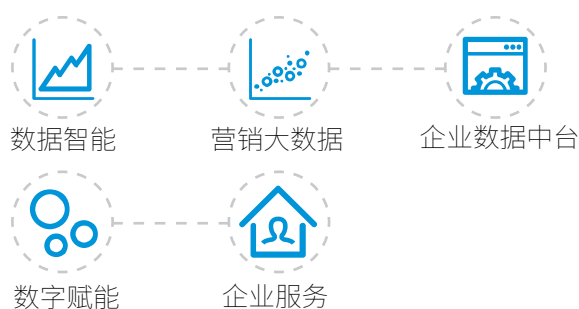 数据智能
营销大数据
企业数据中台
数字赋能
企业服务